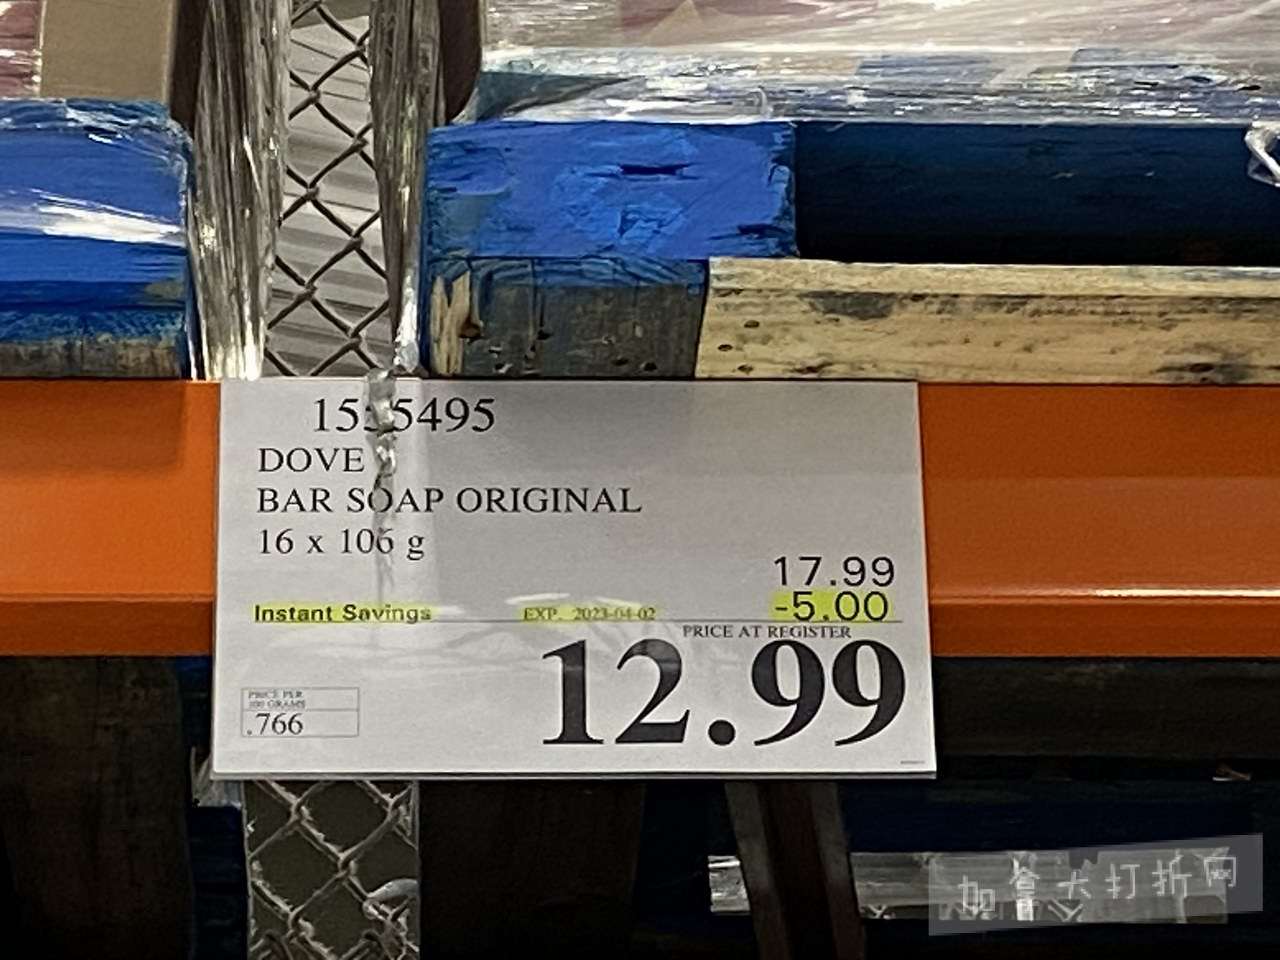 1555495
DOVE
BAR SOAP ORIGINAL
16 x 106 g
17.99
Instant Savings EXP. 2023-04-02 -5.00
PRICE AT REGISTER
12.99
PRICE PER
100 GRAMS
.766
加拿大打折网